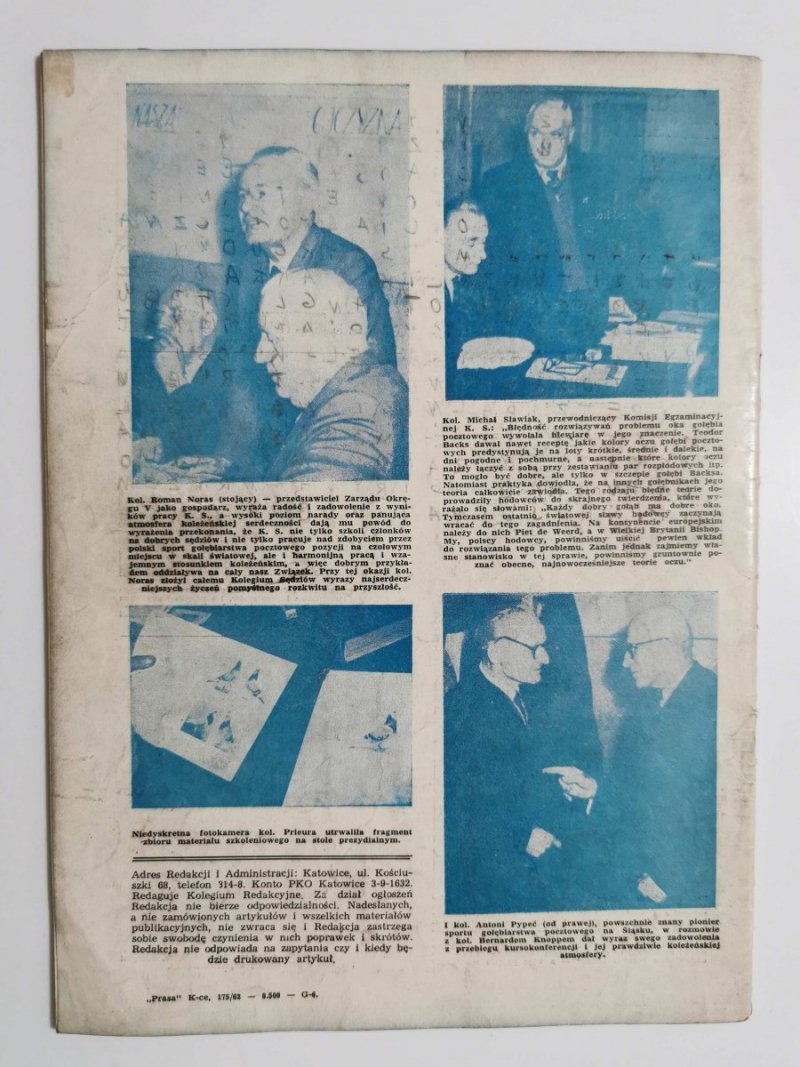 NASZA
Kol. Roman Noras (stojący) — przedstawiciel Zarządu Okrę-
gu V jako gospodarz, wyraża radość i zadowolenie z wyni-
ków pracy K. S., a wysoki poziom narady oraz panująca
atmosfera koleżeńskiej serdeczności dają mu powód do
wyrażenia przekonania, że K. S. nie tylko szkoli członków
na dobrych sędziów i nie tylko pracuje nad zdobyciem przez
polski sport gołębiarstwa pocztowego pozycji na czołowym
miejscu w skali światowej, ale i harmonijną pracą i wza-
jemnym stosunkiem koleżeńskim, a więc dobrym przykła-
dem oddziaływa na cały nasz Związek. Przy tej okazji kol.
Noras złożył całemu Kolegium Sędziów wyrazy najserdecz-
niejszych życzeń pomyślnego rozkwitu na przyszłość.
Niedyskretna fotokamera kol. Prieura utrwaliła fragment
zbioru materiału szkoleniowego na stole prezydialnym.
Adres Redakcji i Administracji: Katowice, ul. Kościu-
szki 68, telefon 314-8. Konto PKO Katowice 3-9-1632.
Redaguje Kolegium Redakcyjne. Za dział ogłoszeń
Redakcja nie bierze odpowiedzialności. Nadesłanych,
a nie zamówionych artykułów i wszelkich materiałów
publikacyjnych, nie zwraca się i Redakcja zastrzega
sobie swobodę czynienia w nich poprawek i skrótów.
Redakcja nie odpowiada na zapytania czy i kiedy bę-
dzie drukowany artykuł.
„Prasa" K-ce, 175/62 — 8.500 — G-6.
Kol. Michał Sławiak, przewodniczący Komisji Egzaminacyj-
nej K. S.: „Błędność rozwiązywań problemu oka gołębia
pocztowego wywołała niewiarę w jego znaczenie. Teodor
Backs dawał nawet receptę jakie kolory oczu gołębi poczto-
wych predystynują je na loty krótkie, średnie i dalekie, na
dni pogodne i pochmurne, a następnie które kolory oczu
należy łączyć z sobą przy zestawianiu par rozpłodowych itp.
To mogło być dobre, ale tylko w szczepie gołębi Backsa.
Natomiast praktyka dowiodła, że na innych gołębnikach jego
teoria całkowicie zawiodła. Tego rodzaju błędne teorie do-
prowadziły hodowców do skrajnego twierdzenia, które wy-
rażało się słowami: „Każdy dobry gołąb ma dobre oko.
Tymczasem ostatnio światowej sławy hodowcy zaczynają
wracać do tego zagadnienia. Na kontynencie europejskim
należy do nich Piet de Weerd, a w Wielkiej Brytanii Bishop.
My, polscy hodowcy, powinniśmy uiścić pewien wkład
do rozwiązania tego problemu. Zanim jednak zajmiemy wła-
sne stanowisko w tej sprawie, powinniśmy gruntownie po-
znać obecne, najnowocześniejsze teorie oczu."
I kol. Antoni Pypeć (od prawej), powszechnie znany pionier
sportu gołębiarstwa pocztowego na Śląsku, w rozmowie
z kol. Bernardem Knoppem dał wyraz swego zadowolenia
z przebiegu kursokonferencji i jej prawdziwie koleżeńskiej
atmosfery.